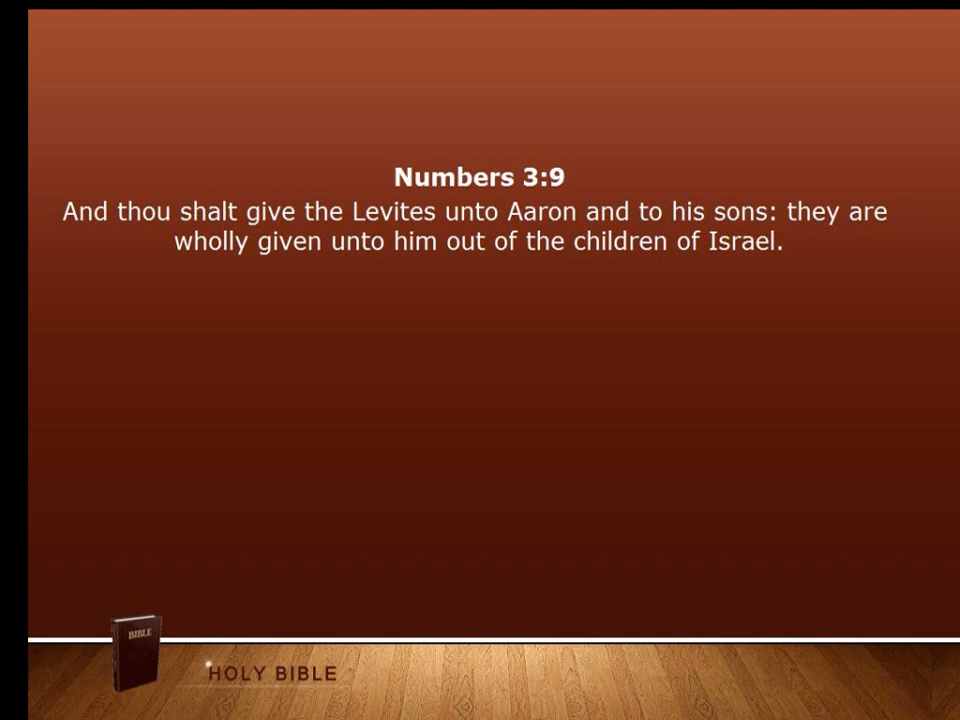 Numbers 3:9
And thou shalt give the Levites unto Aaron and to his sons: they are
wholly given unto him out of the children of Israel.
BIBLE
HOLY BIBLE